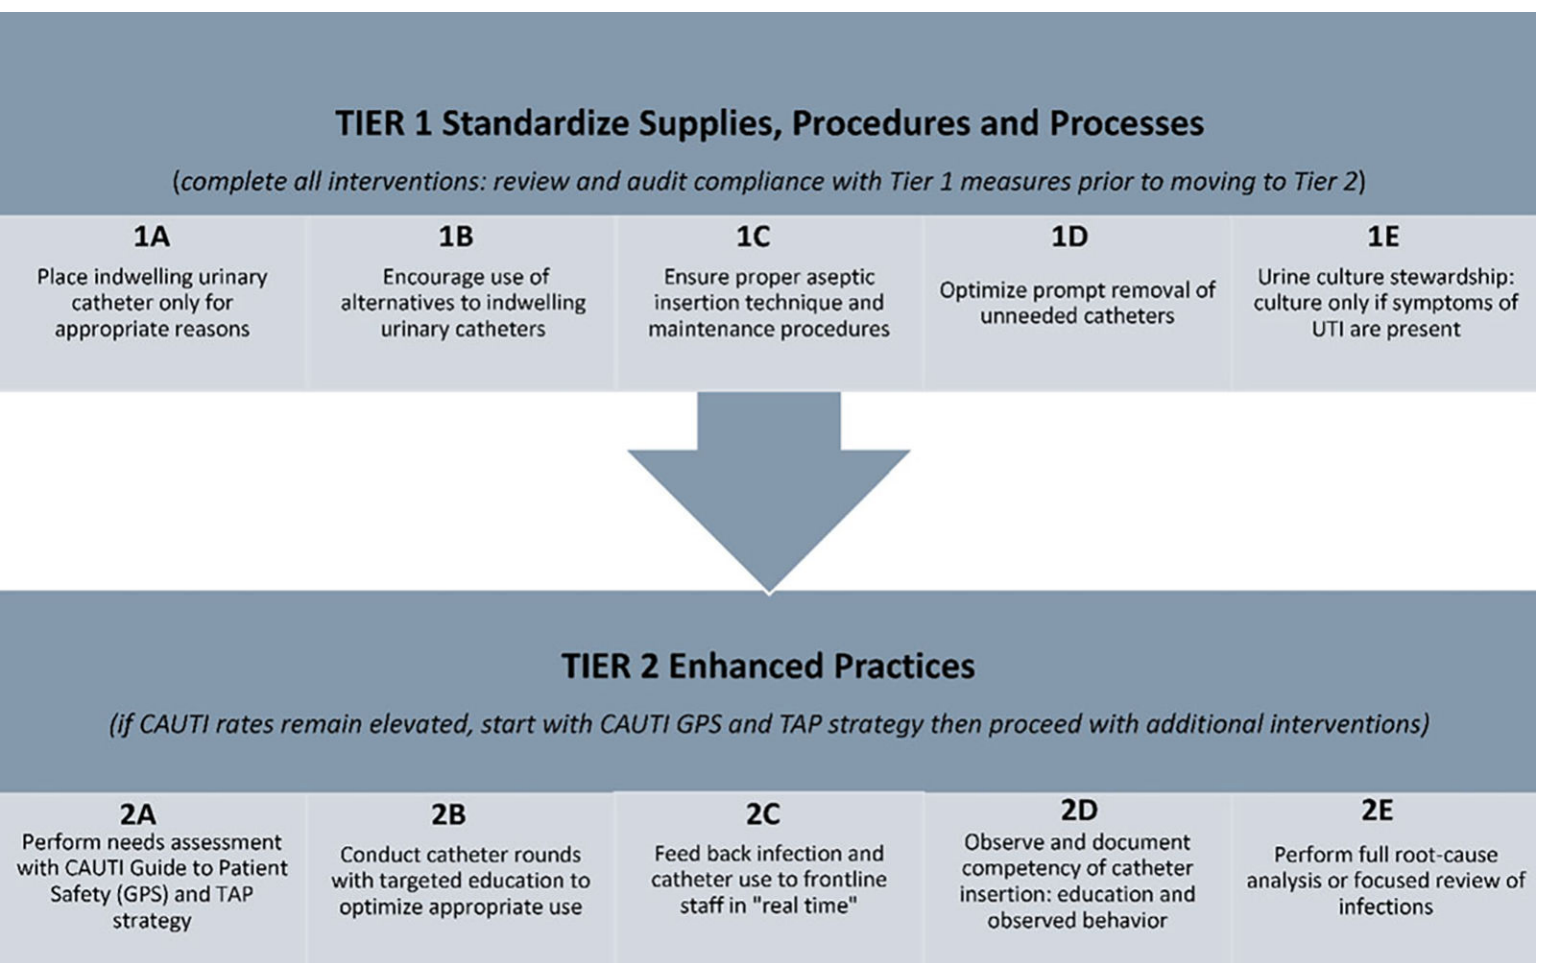 TIER 1 Standardize Supplies, Procedures and Processes
(complete all interventions: review and audit compliance with Tier 1 measures prior to moving to Tier 2)
1A
Place indwelling urinary
catheter only for
appropriate reasons
1B
Encourage use of
alternatives to indwelling
urinary catheters
1C
Ensure proper aseptic
insertion technique and
maintenance procedures
1D
Optimize prompt removal of
unneeded catheters
1E
Urine culture stewardship:
culture only if symptoms of
UTI are present
TIER 2 Enhanced Practices
(if CAUTI rates remain elevated, start with CAUTI GPS and TAP strategy then proceed with additional interventions)
2A
Perform needs assessment
with CAUTI Guide to Patient
Safety (GPS) and TAP
strategy
2B
Conduct catheter rounds
with targeted education to
optimize appropriate use
2C
Feed back infection and
catheter use to frontline
staff in "real time"
2D
Observe and document
competency of catheter
insertion: education and
observed behavior
2E
Perform full root-cause
analysis or focused review of
infections